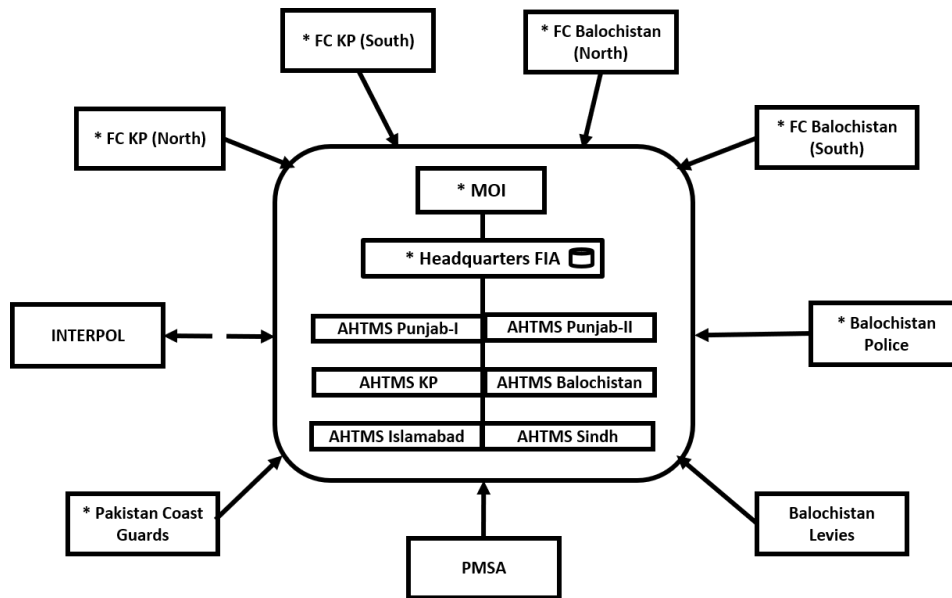 * FC KP (South)
* FC Balochistan
(North)
* FC KP (North)
* FC Balochistan
(South)
* MOI
* Headquarters FIA
INTERPOL
AHTMS Punjab-I
AHTMS Punjab-II
* Balochistan
Police
AHTMS KP
AHTMS Balochistan
AHTMS Islamabad
AHTMS Sindh
* Pakistan Coast
Guards
PMSA
Balochistan
Levies